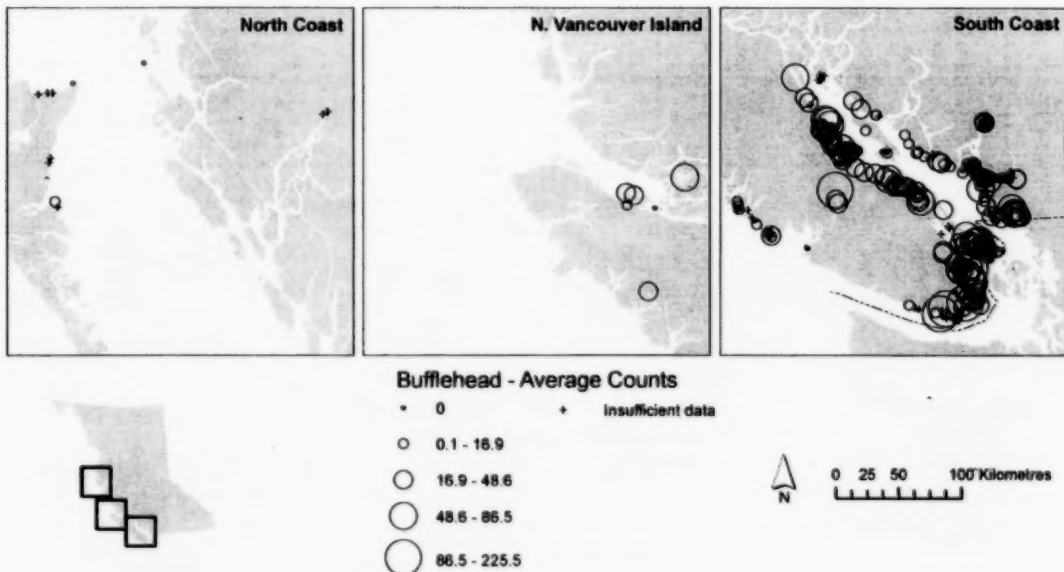 North Coast
N. Vancouver Island
South Coast
Bufflehead - Average Counts
0
Insufficient data
0.1 - 16.9
16.9 - 48.6
48.6 - 86.5
86.5 - 225.5
N
0 25 50 100 Kilometres